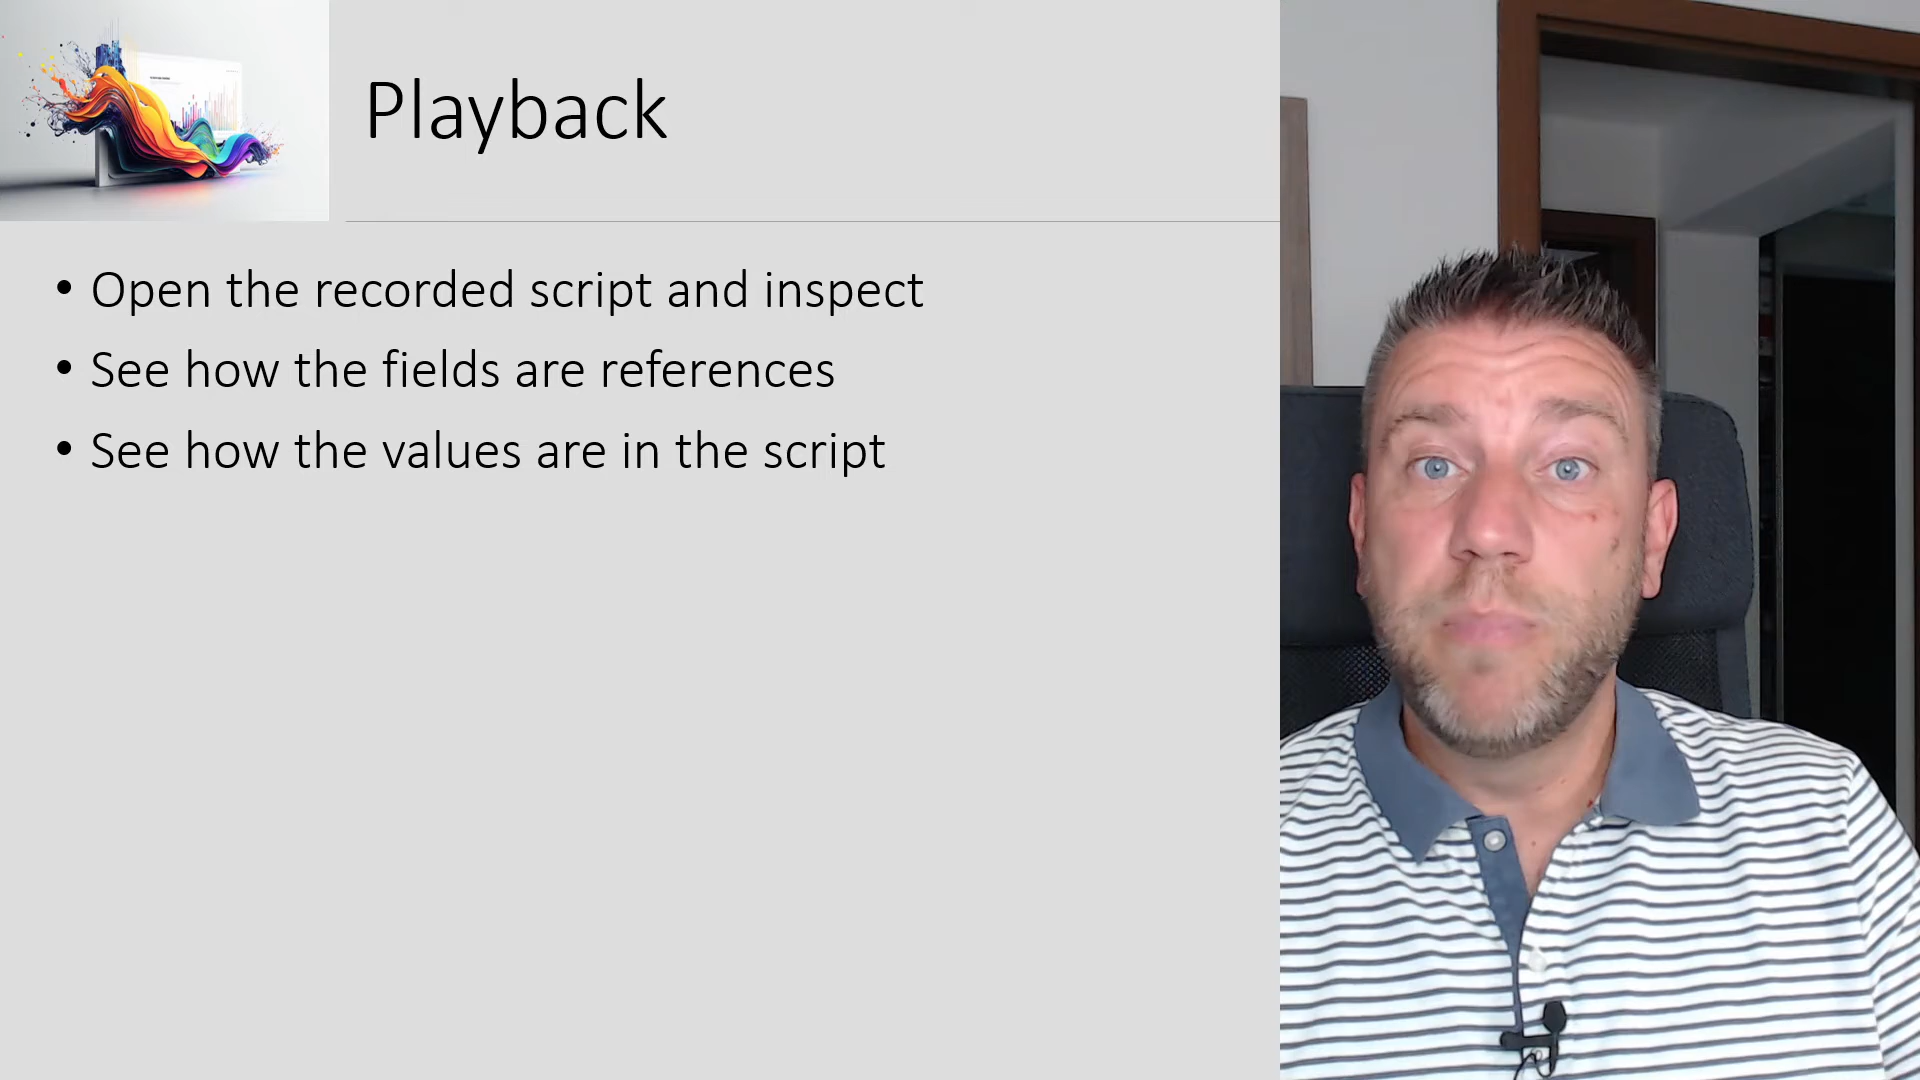 Playback
• Open the recorded script and inspect
• See how the fields are references
• See how the values are in the script